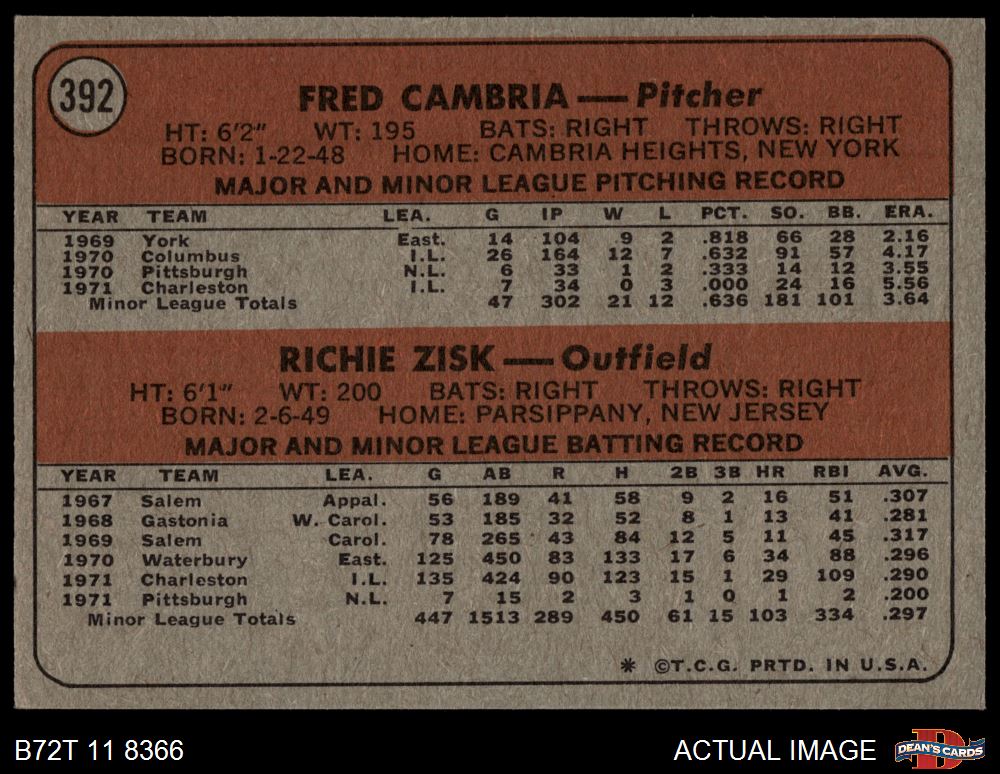 392
FRED CAMBRIA — Pitcher
HT: 6'2" WT: 195 BATS: RIGHT THROWS: RIGHT
BORN: 1-22-48 HOME: CAMBRIA HEIGHTS, NEW YORK
MAJOR AND MINOR LEAGUE PITCHING RECORD
YEAR TEAM LEA. G IP W L PCT. SO. BB. ERA.
1969 York East. 14 104 9 2 .818 66 28 2.16
1970 Columbus I.L. 26 164 12 7 .632 91 57 4.17
1970 Pittsburgh N.L. 6 33 1 2 .333 14 12 3.55
1971 Charleston I.L. 7 34 0 3 .000 24 16 5.56
Minor League Totals 47 302 21 12 .636 181 101 3.64
RICHIE ZISK — Outfield
HT: 6'1" WT: 200 BATS: RIGHT THROWS: RIGHT
BORN: 2-6-49 HOME: PARSIPPANY, NEW JERSEY
MAJOR AND MINOR LEAGUE BATTING RECORD
YEAR TEAM LEA. G AB R H 2B 3B HR RBI AVG.
1967 Salem Appal. 56 189 41 58 9 2 16 51 .307
1968 Gastonia W. Carol. 53 185 32 52 8 1 13 41 .281
1969 Salem Carol. 78 265 43 84 12 5 11 45 .317
1970 Waterbury East. 125 450 83 133 17 6 34 88 .296
1971 Charleston I.L. 135 424 90 123 15 1 29 109 .290
1971 Pittsburgh N.L. 7 15 2 3 1 0 1 2 .200
Minor League Totals 447 1513 289 450 61 15 103 334 .297
* ©T.C.G. PRTD. IN U.S.A.
B72T 11 8366 ACTUAL IMAGE DEAN'S CARDS